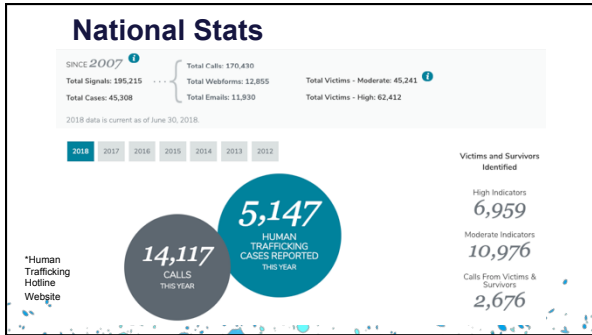 National Stats
SINCE 2007
Total Signals: 195,215
Total Cases: 45,308
Total Calls: 170,430
Total Webforms: 12,855
Total Emails: 11,930
Total Victims - Moderate: 45,241
Total Victims - High: 62,412
2018 data is current as of June 30, 2018.
2018 2017 2016 2015 2014 2013 2012
14,117
CALLS
THIS YEAR
5,147
HUMAN
TRAFFICKING
CASES REPORTED
THIS YEAR
Victims and Survivors
Identified
High Indicators
6,959
Moderate Indicators
10,976
Calls From Victims &
Survivors
2,676
*Human
Trafficking
Hotline
Website